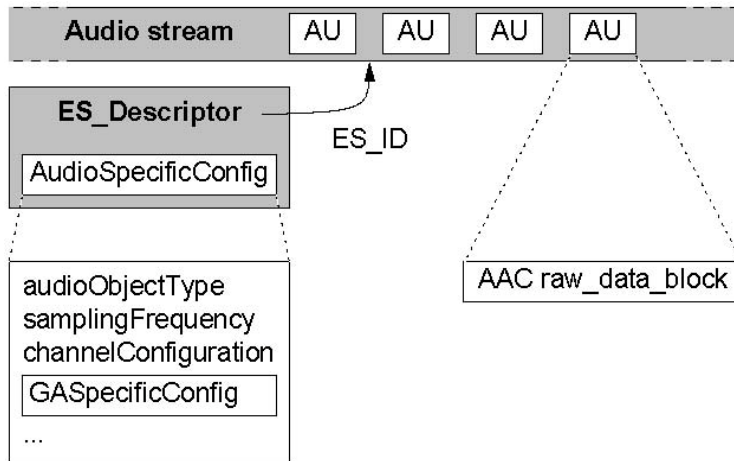 Audio stream AU AU AU AU
ES_Descriptor
ES_ID
AudioSpecificConfig
audioObjectType
samplingFrequency
channelConfiguration
GASpecificConfig
...
AAC raw_data_block